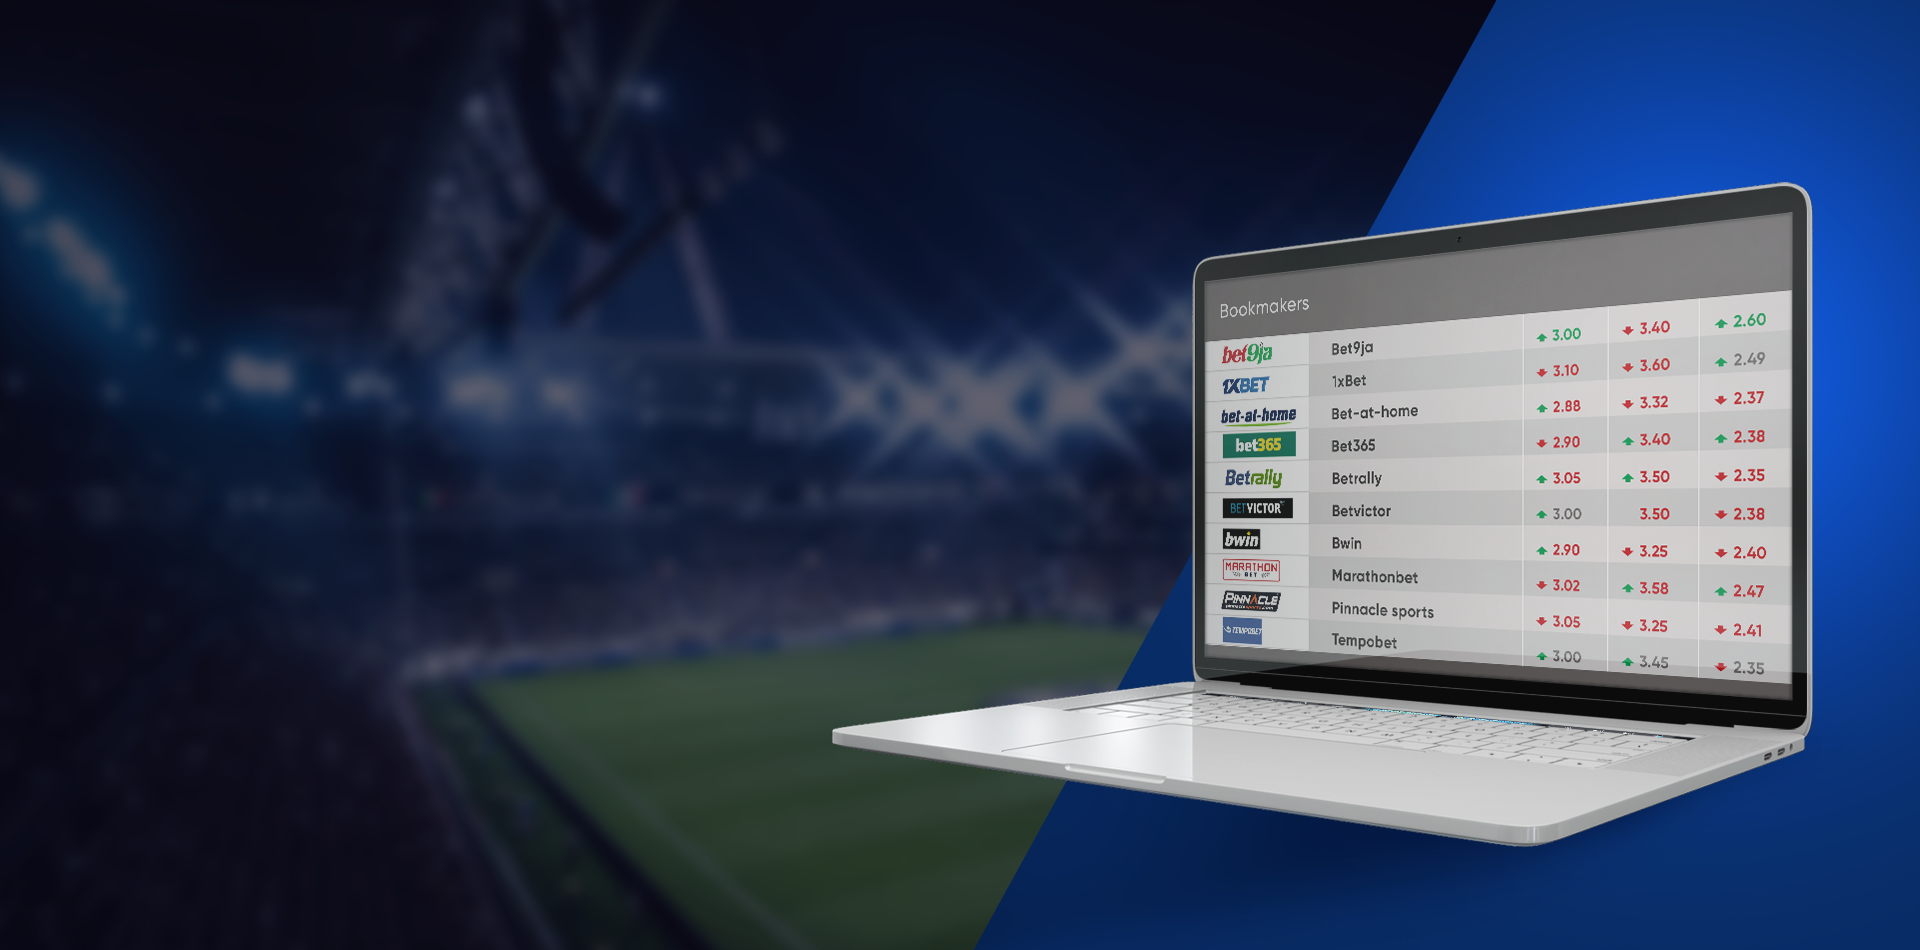 Bookmakers
bet9ja Bet9ja 3.00 3.40 2.60
1XBET 1xBet 3.10 3.60 2.49
bet-at-home Bet-at-home 2.88 3.32 2.37
bet365 Bet365 2.90 3.40 2.38
Betrally Betrally 3.05 3.50 2.35
BETVICTOR Betvictor 3.00 3.50 2.38
bwin Bwin 2.90 3.25 2.40
MARATHON BET Marathonbet 3.02 3.58 2.47
PINNACLE Pinnacle sports 3.05 3.25 2.41
TEMPOBET Tempobet 3.00 3.45 2.35